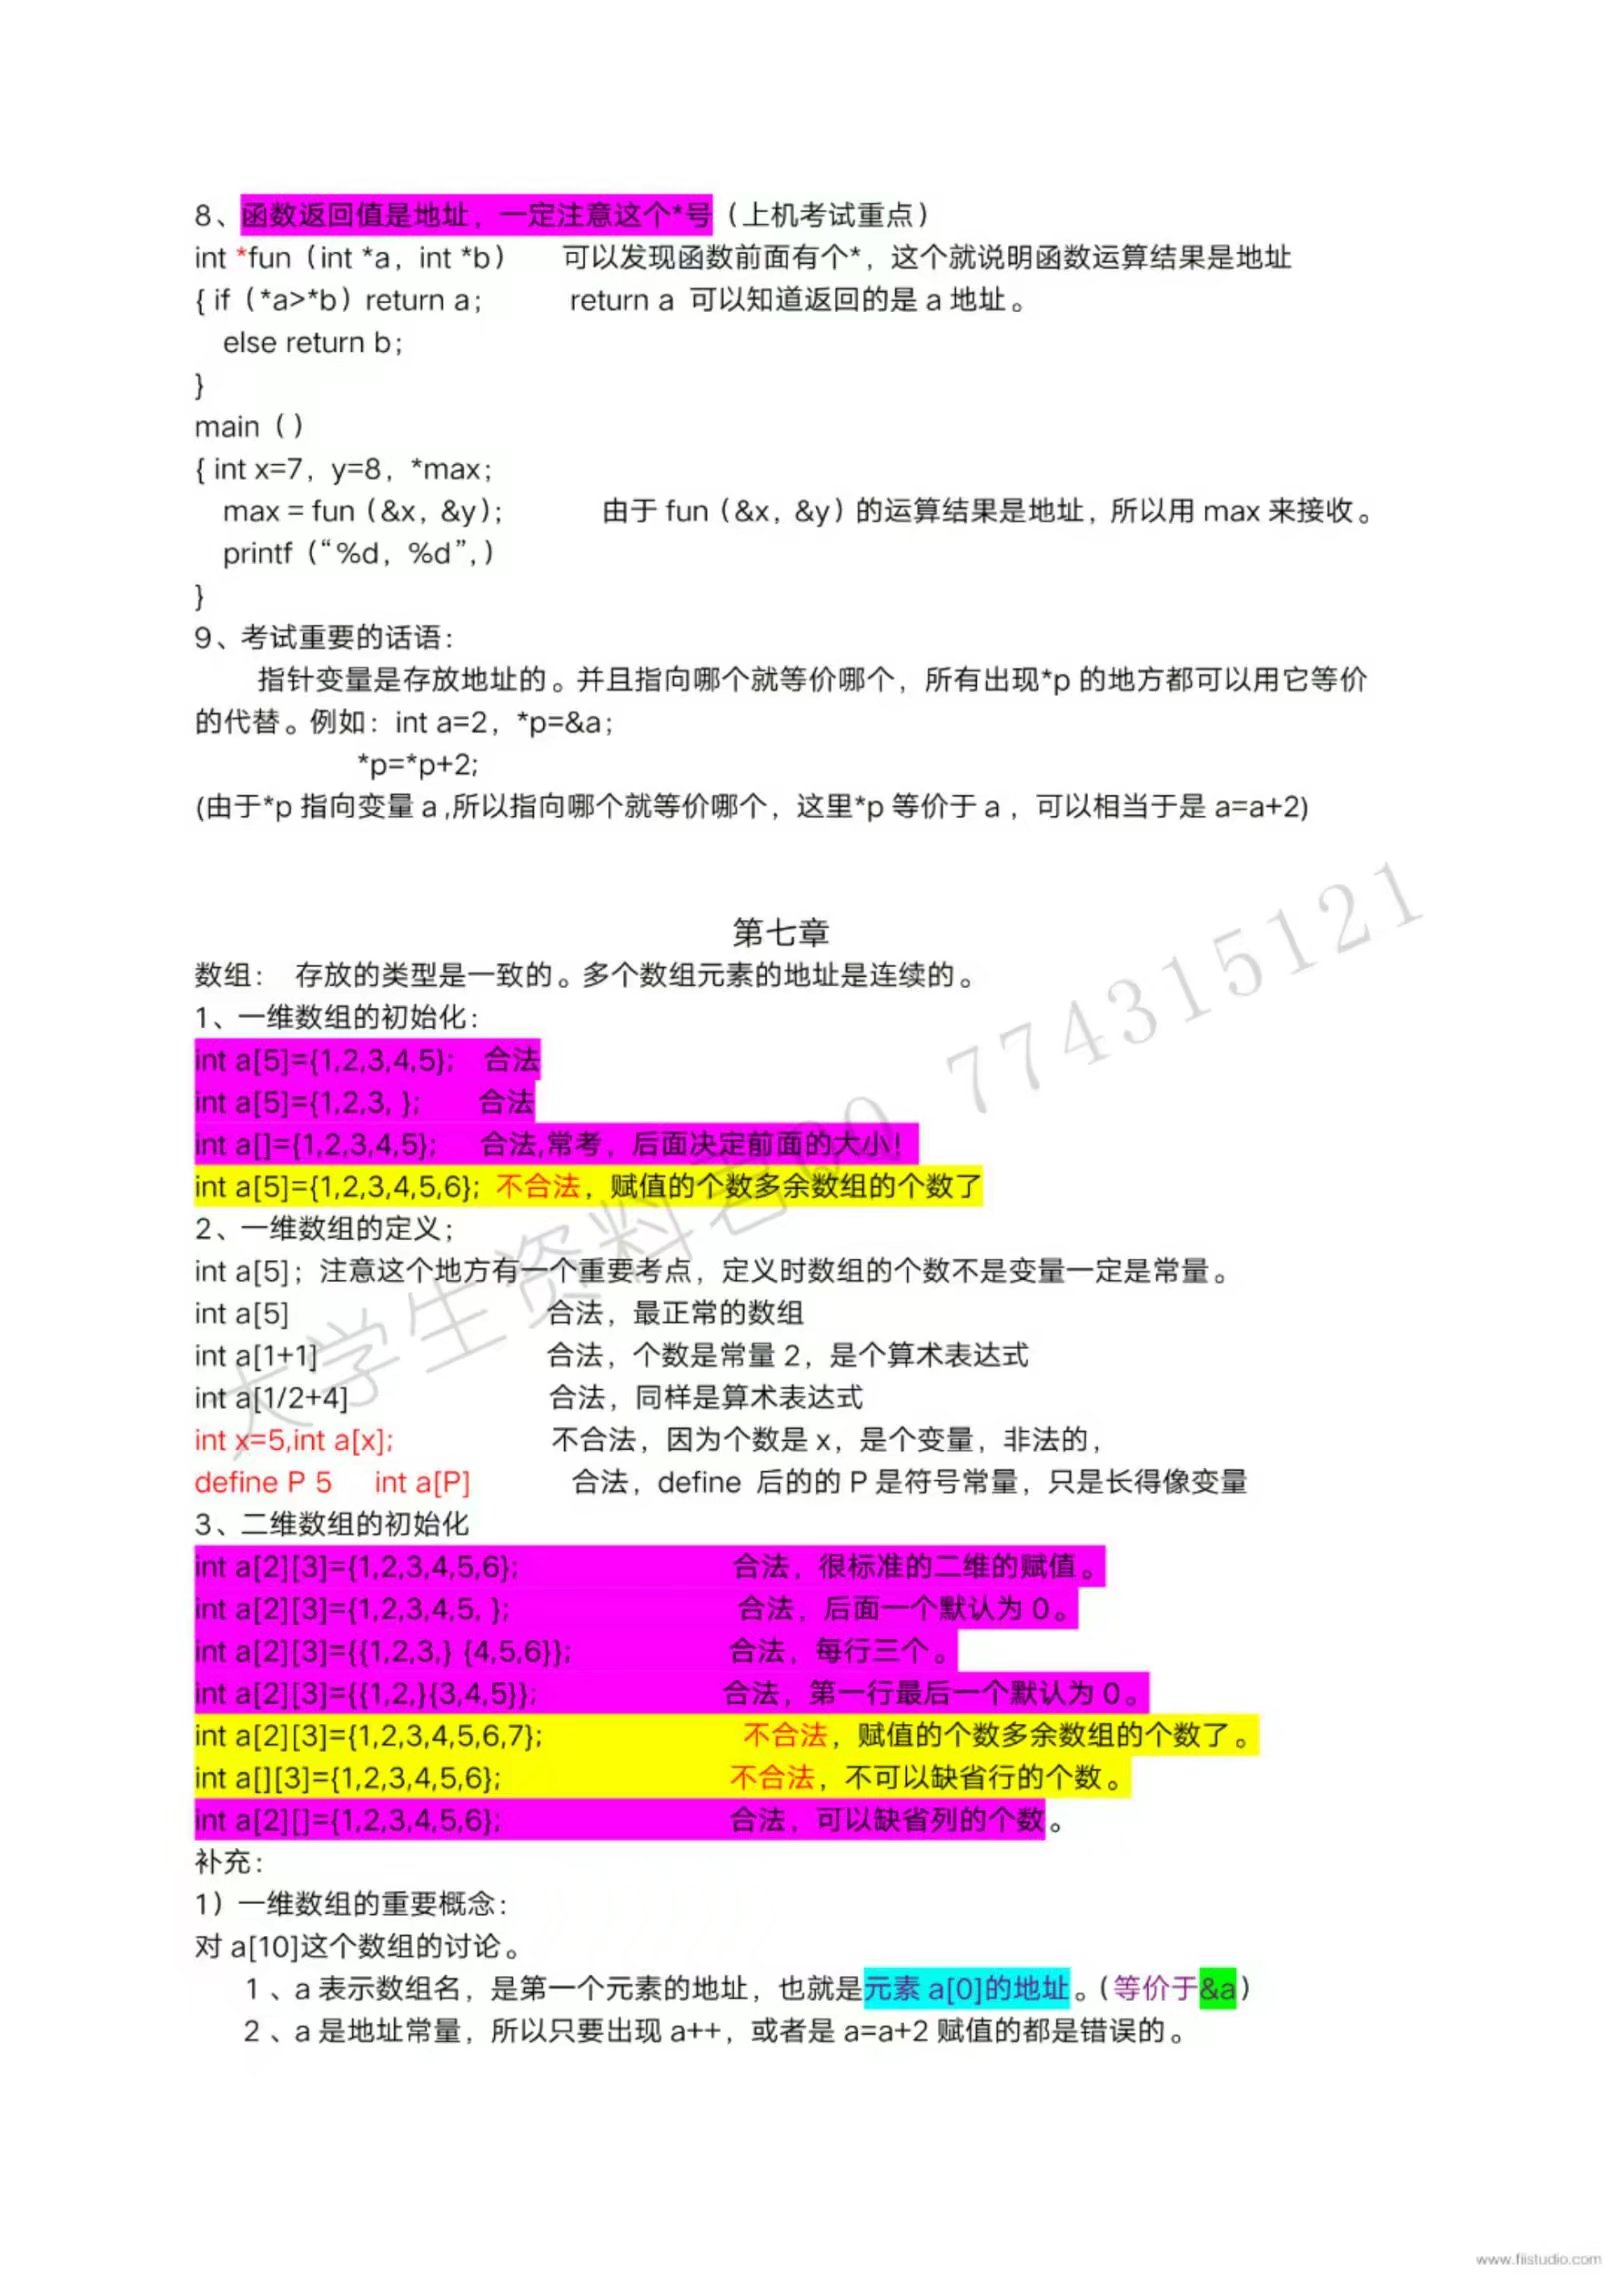 8、函数返回值是地址，一定注意这个*号（上机考试重点）
int *fun（int *a，int *b） 可以发现函数前面有个*，这个就说明函数运算结果是地址
{ if（*a>*b）return a； return a 可以知道返回的是 a 地址。
else return b；
}
main（）
{ int x=7，y=8，*max；
max = fun（&x，&y）； 由于 fun（&x，&y）的运算结果是地址，所以用 max 来接收。
printf（“%d，%d”，）
}
9、考试重要的话语：
指针变量是存放地址的。并且指向哪个就等价哪个，所有出现*p 的地方都可以用它等价
的代替。例如：int a=2，*p=&a；
*p=*p+2；
(由于*p 指向变量 a,所以指向哪个就等价哪个，这里*p 等价于 a ，可以相当于是 a=a+2)
第七章
数组： 存放的类型是一致的。多个数组元素的地址是连续的。
1、一维数组的初始化：
int a[5]={1,2,3,4,5}； 合法
int a[5]={1,2,3, }； 合法
int a[]={1,2,3,4,5}； 合法,常考，后面决定前面的大小！
int a[5]={1,2,3,4,5,6}；不合法，赋值的个数多余数组的个数了
2、一维数组的定义；
int a[5]；注意这个地方有一个重要考点，定义时数组的个数不是变量一定是常量。
int a[5] 合法，最正常的数组
int a[1+1] 合法，个数是常量 2，是个算术表达式
int a[1/2+4] 合法，同样是算术表达式
int x=5,int a[x]; 不合法，因为个数是 x，是个变量，非法的，
define P 5 int a[P] 合法，define 后的的 P 是符号常量，只是长得像变量
3、二维数组的初始化
int a[2][3]={1,2,3,4,5,6}； 合法，很标准的二维的赋值。
int a[2][3]={1,2,3,4,5, }； 合法，后面一个默认为 0。
int a[2][3]={{1,2,3,} {4,5,6}}； 合法，每行三个。
int a[2][3]={{1,2,}{3,4,5}}； 合法，第一行最后一个默认为 0。
int a[2][3]={1,2,3,4,5,6,7}； 不合法，赋值的个数多余数组的个数了。
int a[][3]={1,2,3,4,5,6}； 不合法，不可以缺省行的个数。
int a[2][]={1,2,3,4,5,6}； 合法，可以缺省列的个数。
补充：
1）一维数组的重要概念：
对 a[10]这个数组的讨论。
1、a 表示数组名，是第一个元素的地址，也就是元素 a[0]的地址。（等价于&a）
2、a 是地址常量，所以只要出现 a++，或者是 a=a+2 赋值的都是错误的。
大学生资料君QQ 774315121
www.fiistudio.com